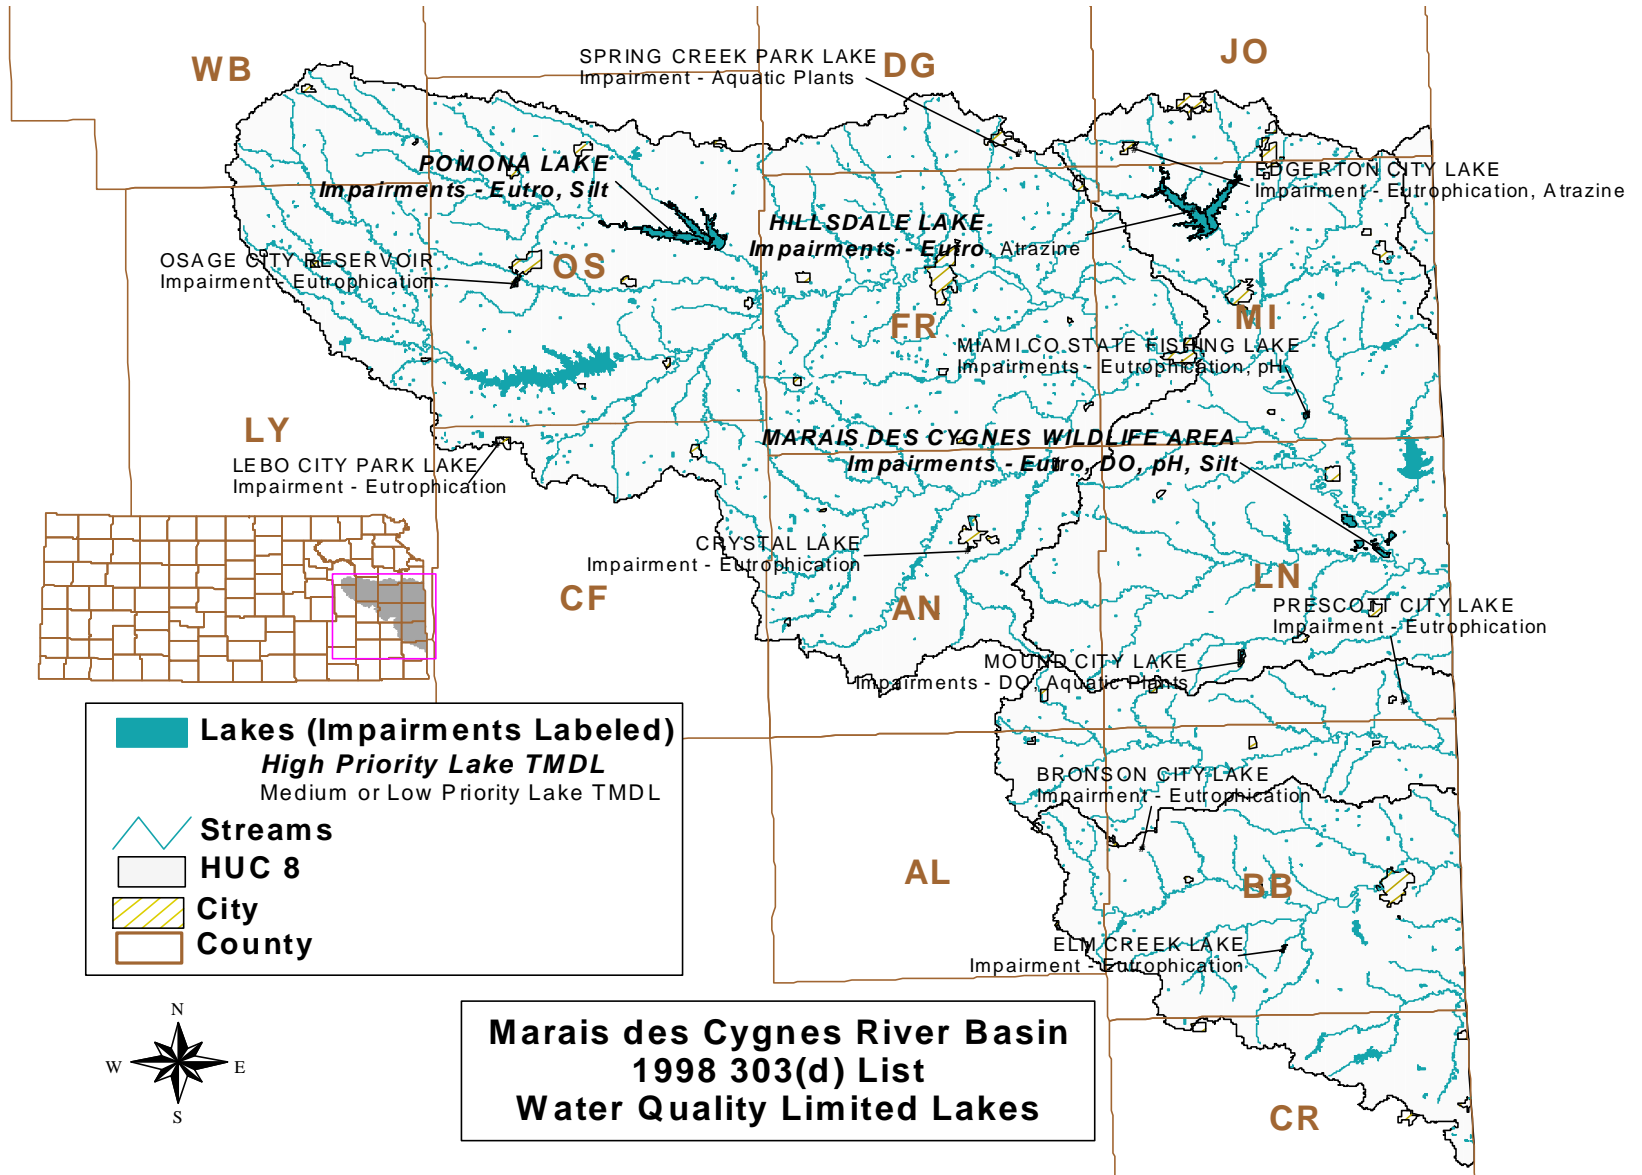 WB
DG
JO
SPRING CREEK PARK LAKE
Impairment - Aquatic Plants
POMONA LAKE
Impairments - Eutro, Silt
EDGERTON CITY LAKE
Impairment - Eutrophication, Atrazine
HILLSDALE LAKE
Impairments - Eutro, Atrazine
OSAGE CITY RESERVOIR
Impairment - Eutrophication
OS
FR
MI
MIAMI CO STATE FISHING LAKE
Impairments - Eutrophication, pH
LY
MARAIS DES CYGNES WILDLIFE AREA
Impairments - Eutro, DO, pH, Silt
LEBO CITY PARK LAKE
Impairment - Eutrophication
CRYSTAL LAKE
Impairment - Eutrophication
CF
AN
LN
PRESCOTT CITY LAKE
Impairment - Eutrophication
MOUND CITY LAKE
Impairments - DO, Aquatic Plants
BRONSON CITY LAKE
Impairment - Eutrophication
AL
BB
ELM CREEK LAKE
Impairment - Eutrophication
CR
Lakes (Impairments Labeled)
High Priority Lake TMDL
Medium or Low Priority Lake TMDL
Streams
HUC 8
City
County
N
W
E
S
Marais des Cygnes River Basin
1998 303(d) List
Water Quality Limited Lakes